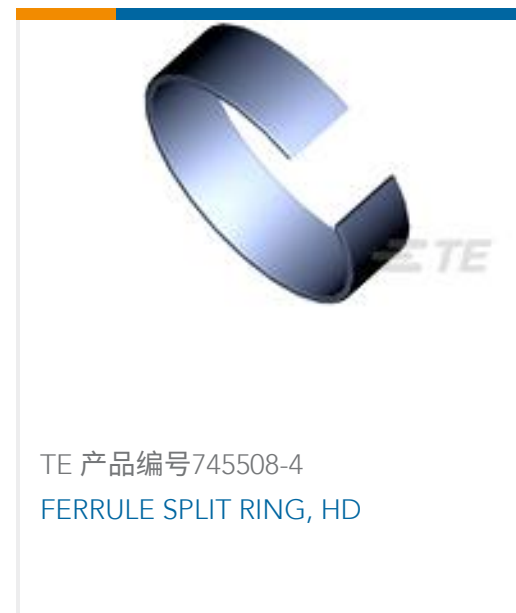 TE
TE 产品编号745508-4
FERRULE SPLIT RING, HD